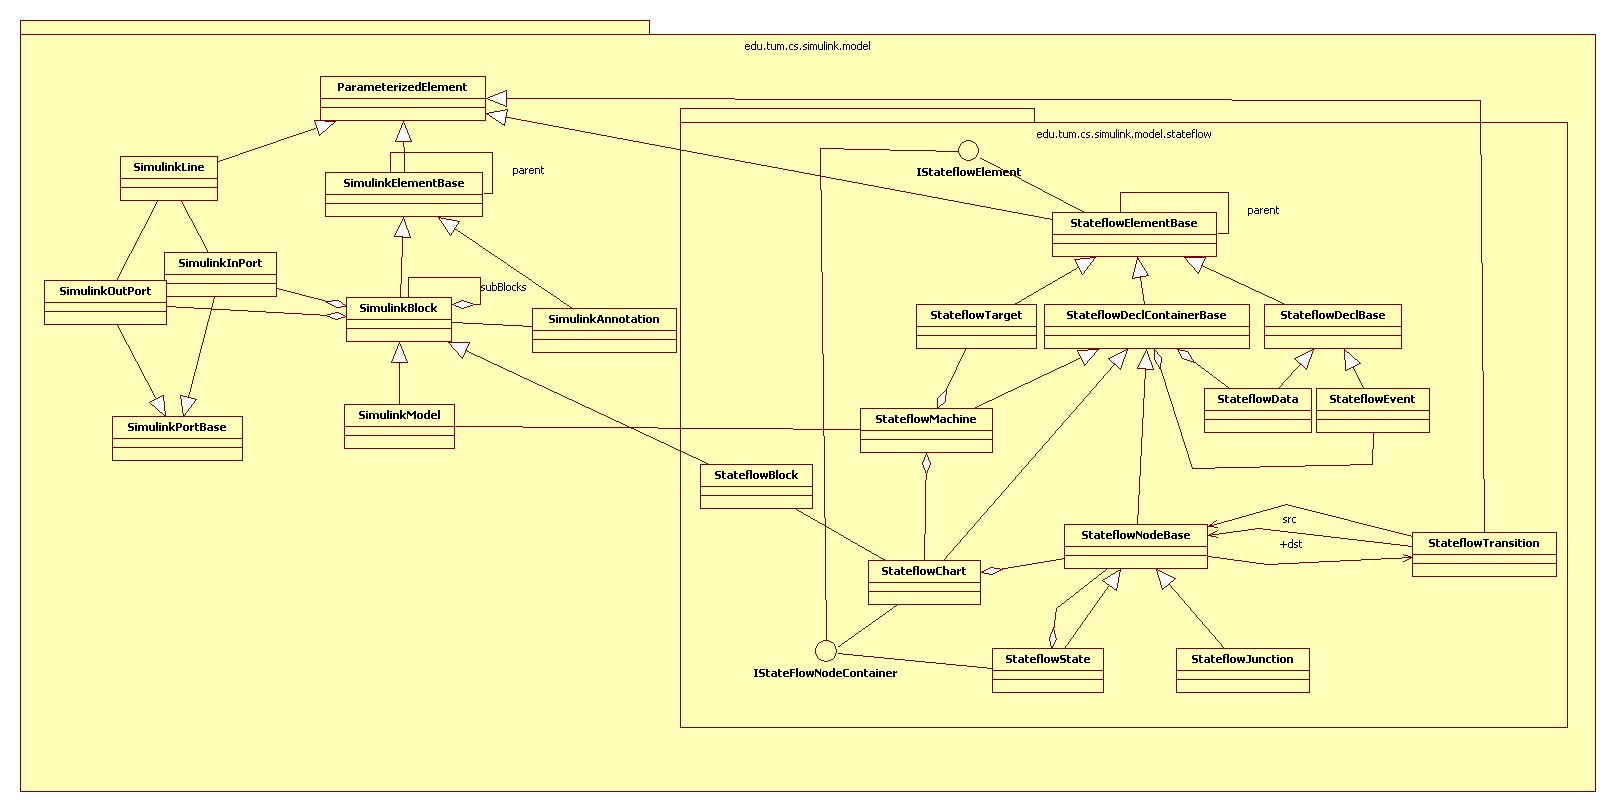 edu.tum.cs.simulink.model
ParameterizedElement
edu.tum.cs.simulink.model.stateflow
SimulinkLine
SimulinkElementBase
parent
IStateflowElement
StateflowElementBase
parent
SimulinkInPort
SimulinkOutPort
subBlocks
SimulinkBlock
SimulinkAnnotation
StateflowTarget
StateflowDeclContainerBase
StateflowDeclBase
StateflowData
StateflowEvent
SimulinkModel
StateflowMachine
SimulinkPortBase
StateflowBlock
src
StateflowNodeBase
+dst
StateflowTransition
StateflowChart
StateflowState
StateflowJunction
IStateFlowNodeContainer